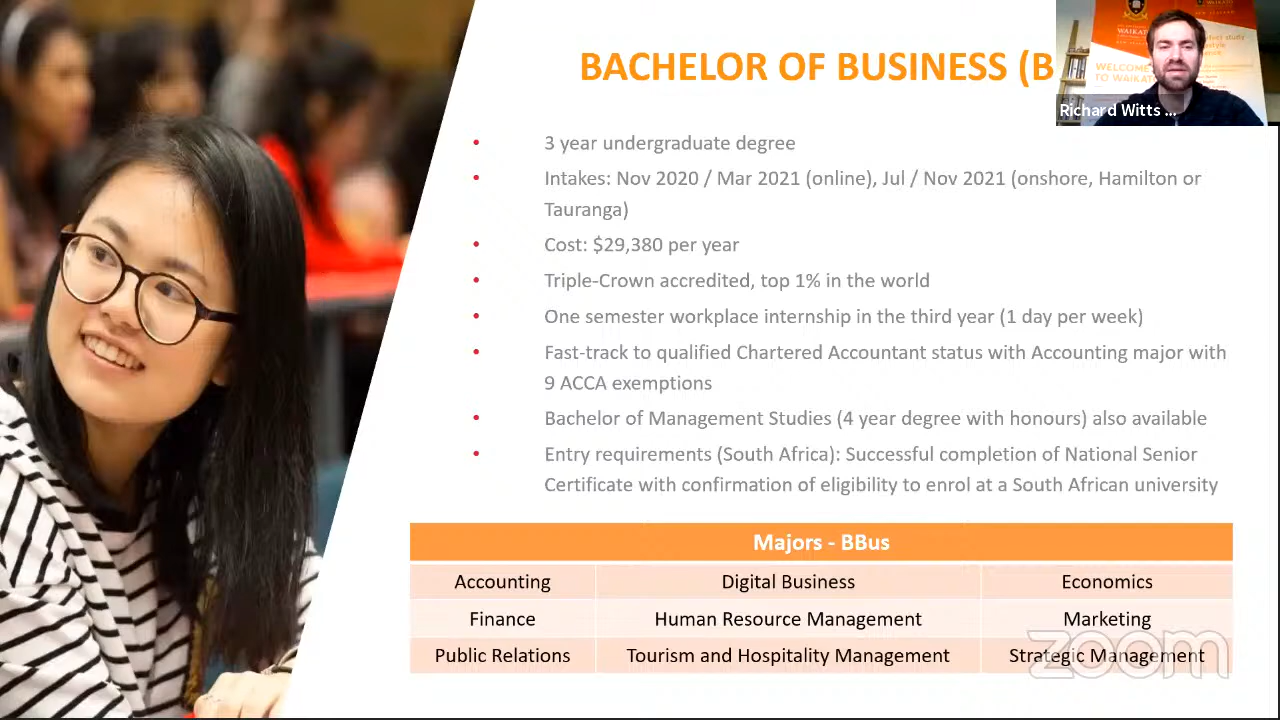 BACHELOR OF BUSINESS (B
WAIKATO
WELCOME
TO WAIKATO
Richard Witts ...
• 3 year undergraduate degree
• Intakes: Nov 2020 / Mar 2021 (online), Jul / Nov 2021 (onshore, Hamilton or
Tauranga)
• Cost: $29,380 per year
• Triple-Crown accredited, top 1% in the world
• One semester workplace internship in the third year (1 day per week)
• Fast-track to qualified Chartered Accountant status with Accounting major with
9 ACCA exemptions
• Bachelor of Management Studies (4 year degree with honours) also available
• Entry requirements (South Africa): Successful completion of National Senior
Certificate with confirmation of eligibility to enrol at a South African university
Majors - BBus
Accounting Digital Business Economics
Finance Human Resource Management Marketing
Public Relations Tourism and Hospitality Management Strategic Management
zoom